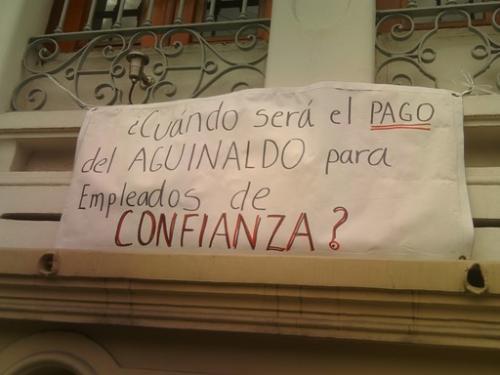 ¿Cuándo será el PAGO
del AGUINALDO para
Empleados de
CONFIANZA?